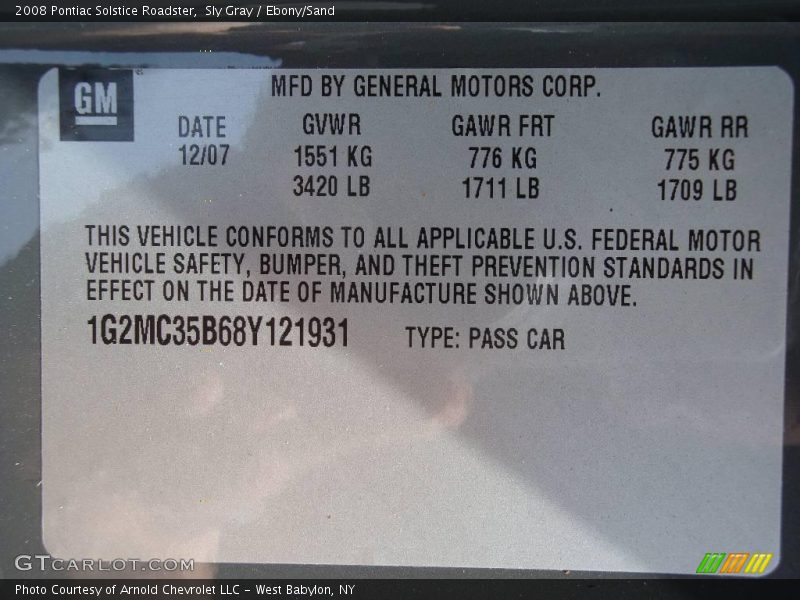 2008 Pontiac Solstice Roadster,  Sly Gray / Ebony/Sand
GM
MFD BY GENERAL MOTORS CORP.
DATE GVWR GAWR FRT GAWR RR
12/07 1551 KG 776 KG 775 KG
3420 LB 1711 LB 1709 LB
THIS VEHICLE CONFORMS TO ALL APPLICABLE U.S. FEDERAL MOTOR
VEHICLE SAFETY, BUMPER, AND THEFT PREVENTION STANDARDS IN
EFFECT ON THE DATE OF MANUFACTURE SHOWN ABOVE.
1G2MC35B68Y121931 TYPE: PASS CAR
GTCARLOT.COM
Photo Courtesy of Arnold Chevrolet LLC - West Babylon, NY